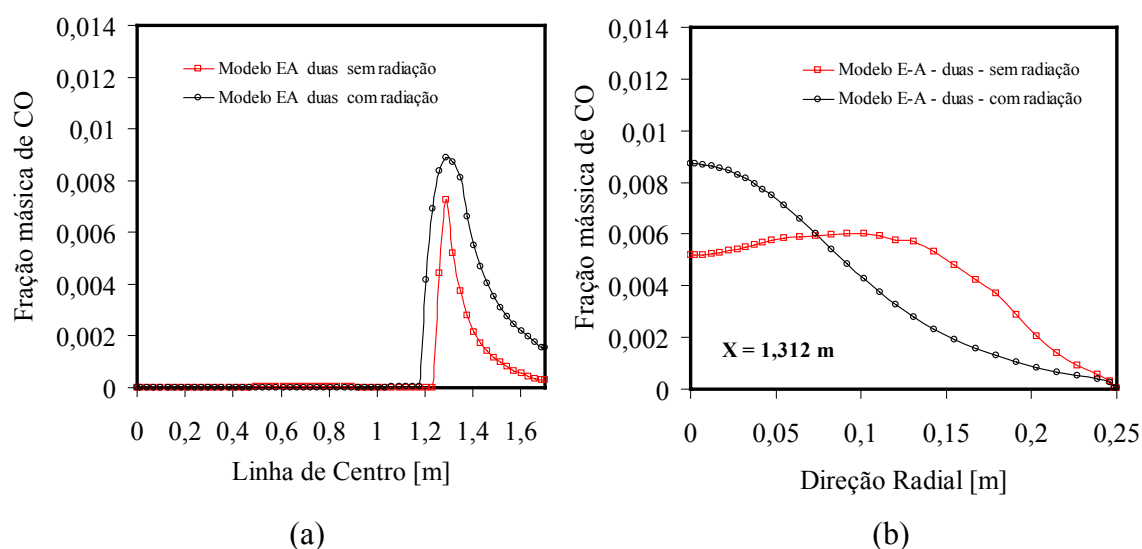 0,014
0,012
0,01
0,008
0,006
0,004
0,002
0
Fração másica de CO
Modelo EA duas sem radiação
Modelo EA duas com radiação
0 0,2 0,4 0,6 0,8 1 1,2 1,4 1,6
Linha de Centro [m]
(a)
0,014
0,012
0,01
0,008
0,006
0,004
0,002
0
Fração mássica de CO
Modelo E-A - duas - sem radiação
Modelo E-A - duas - com radiação
X = 1,312 m
0 0,05 0,1 0,15 0,2 0,25
Direção Radial [m]
(b)